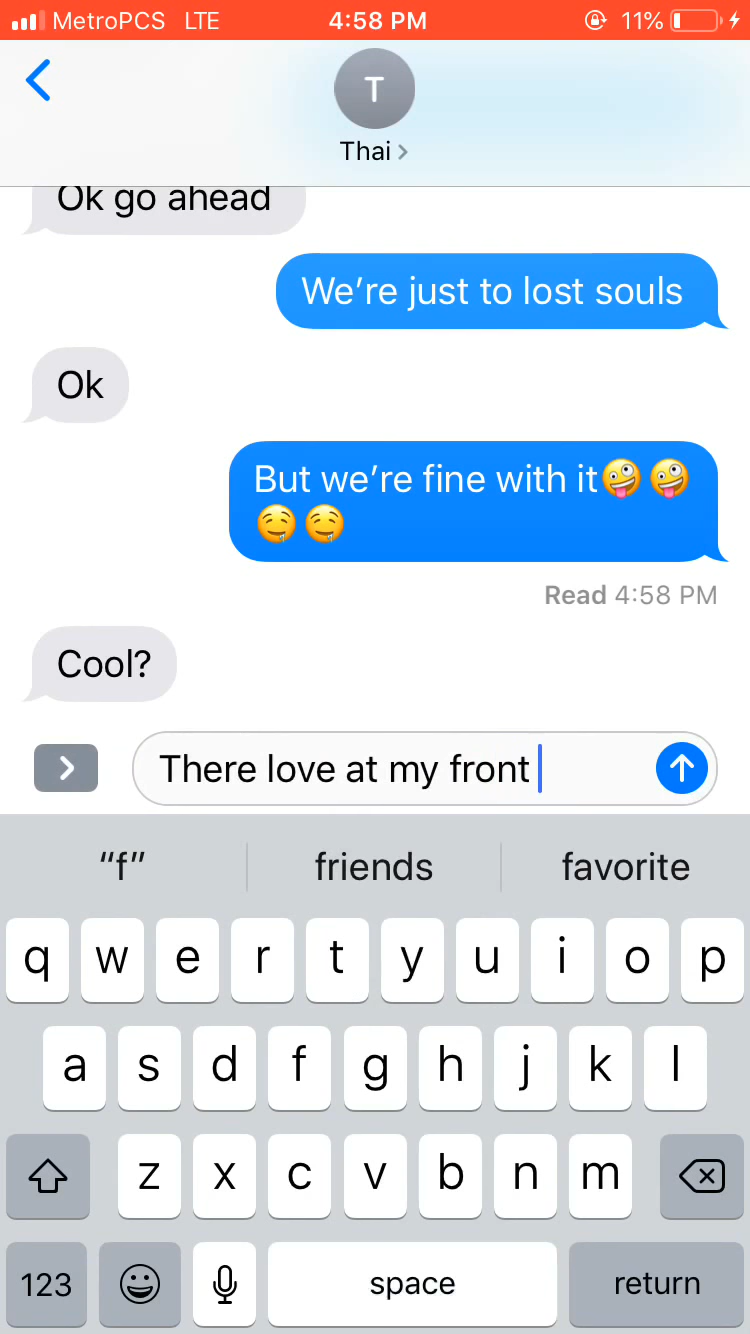 MetroPCS LTE 4:58 PM 11%
T
Thai
Ok go ahead
We’re just to lost souls
Ok
But we’re fine with it🤪🤪
🤤🤤
Read 4:58 PM
Cool?
There love at my front
“f” friends favorite
q w e r t y u i o p
a s d f g h j k l
z x c v b n m
123 space return